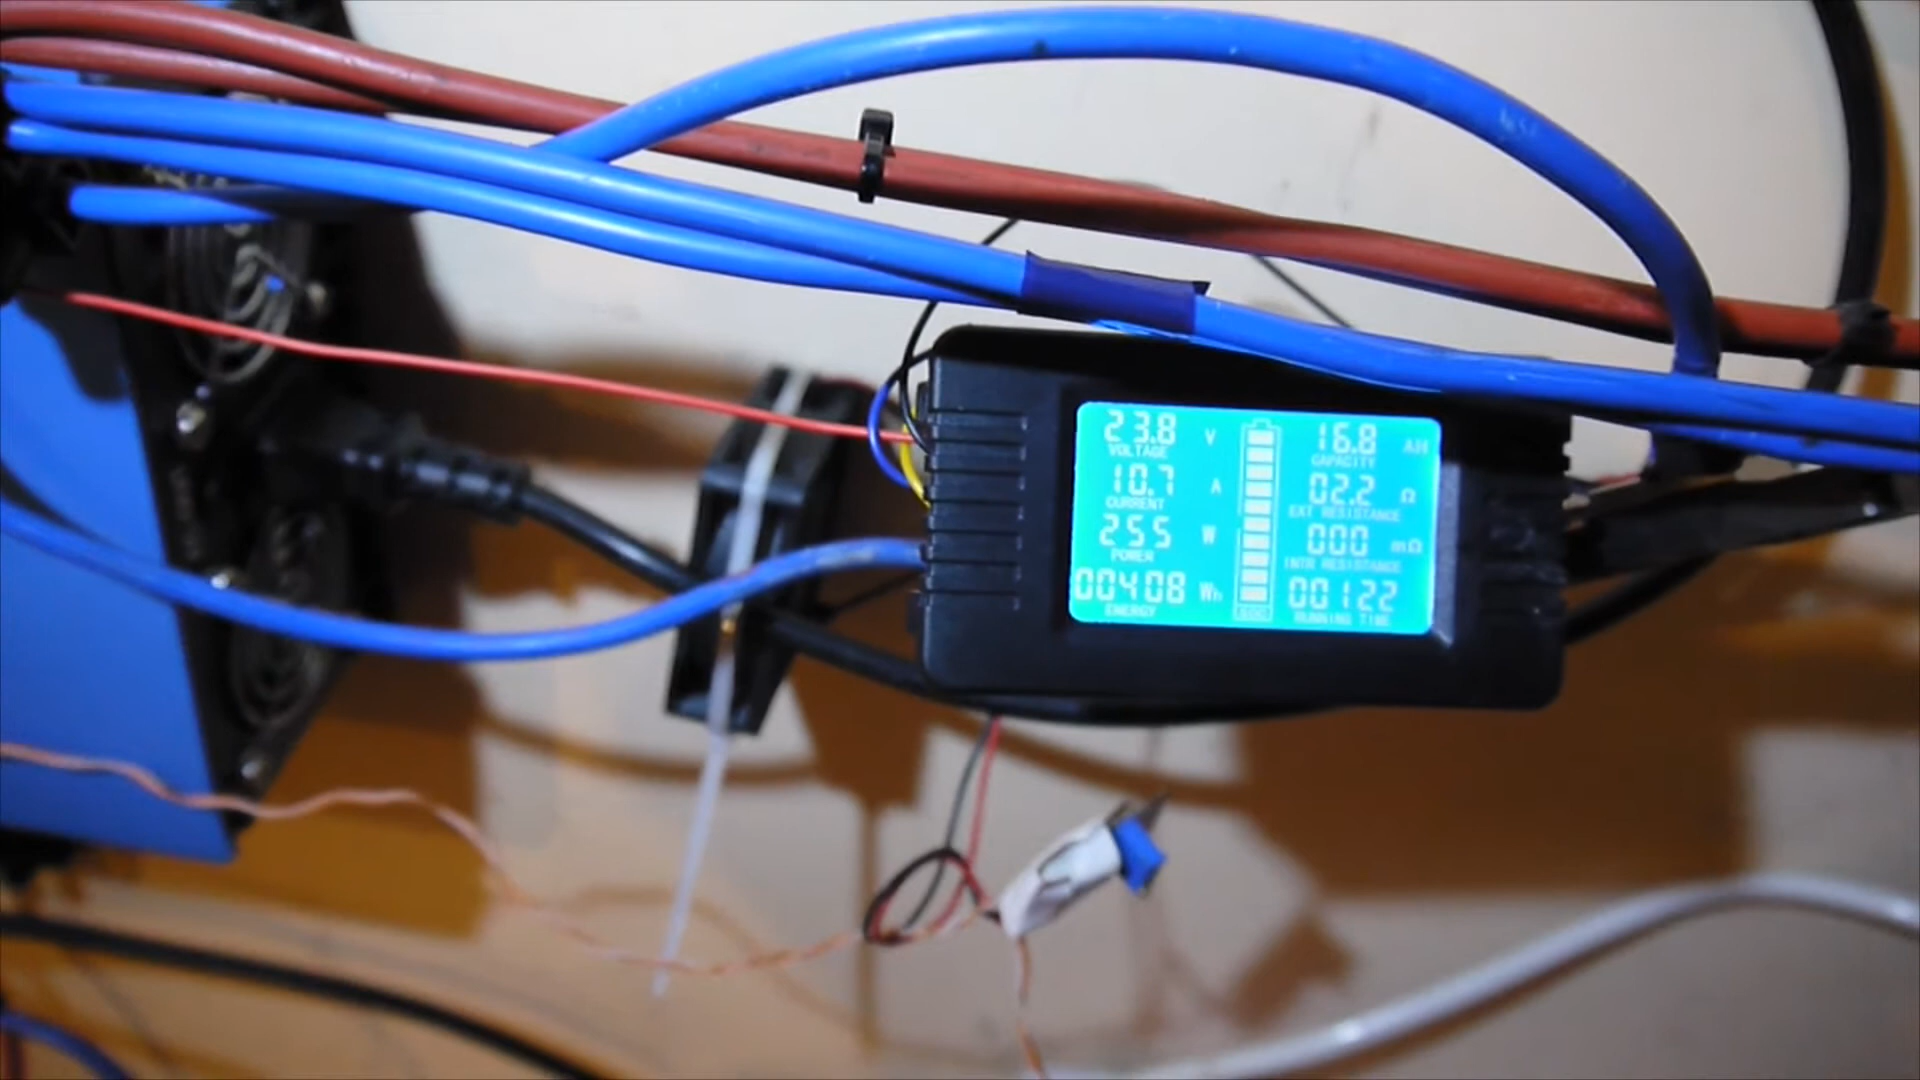 23.8 V
VOLTAGE
10.7 A
CURRENT
255 W
POWER
00408 Wh
ENERGY
16.8 AH
CAPACITY
02.2 Ω
EXT RESISTANCE
000 mΩ
INTR RESISTANCE
00122
RUNNING TIME